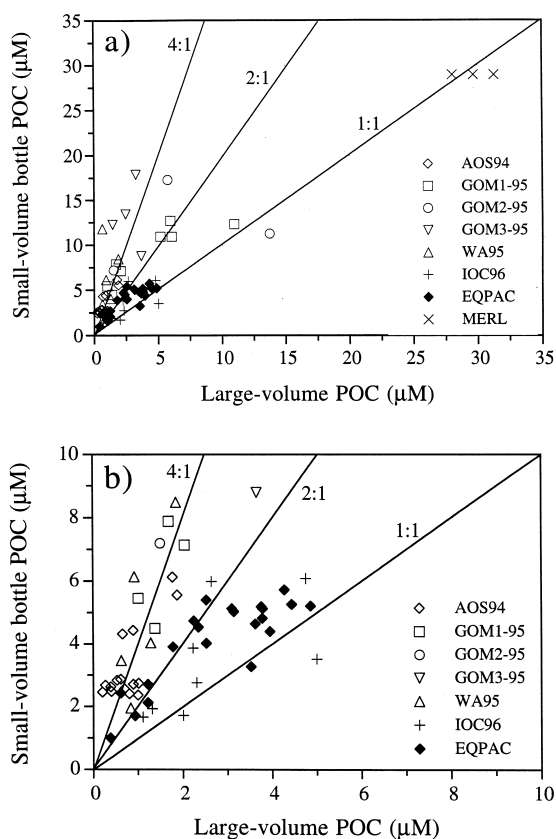 a)
4:1
2:1
1:1
35
30
25
20
15
10
5
0
Small-volume bottle POC (μM)
AOS94
GOM1-95
GOM2-95
GOM3-95
WA95
IOC96
EQPAC
MERL
0 5 10 15 20 25 30 35
Large-volume POC (μM)
b)
4:1
2:1
1:1
10
8
6
4
2
0
Small-volume bottle POC (μM)
AOS94
GOM1-95
GOM2-95
GOM3-95
WA95
IOC96
EQPAC
0 2 4 6 8 10
Large-volume POC (μM)